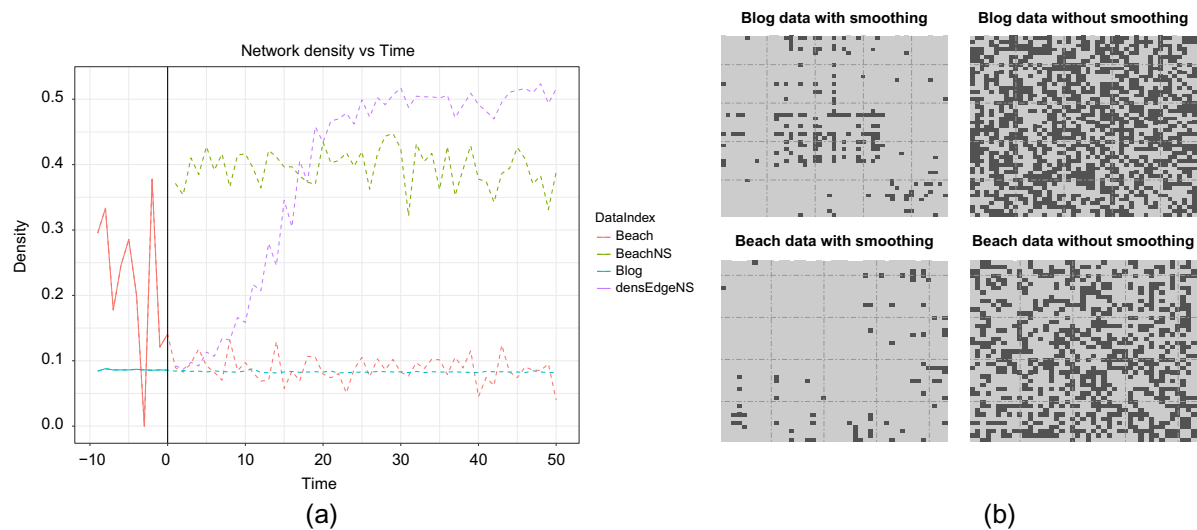 Network density vs Time
Density
0.5
0.4
0.3
0.2
0.1
0.0
−10
0
10
20
30
40
50
Time
DataIndex
Beach
BeachNS
Blog
densEdgeNS
(a)
Blog data with smoothing
Blog data without smoothing
Beach data with smoothing
Beach data without smoothing
(b)